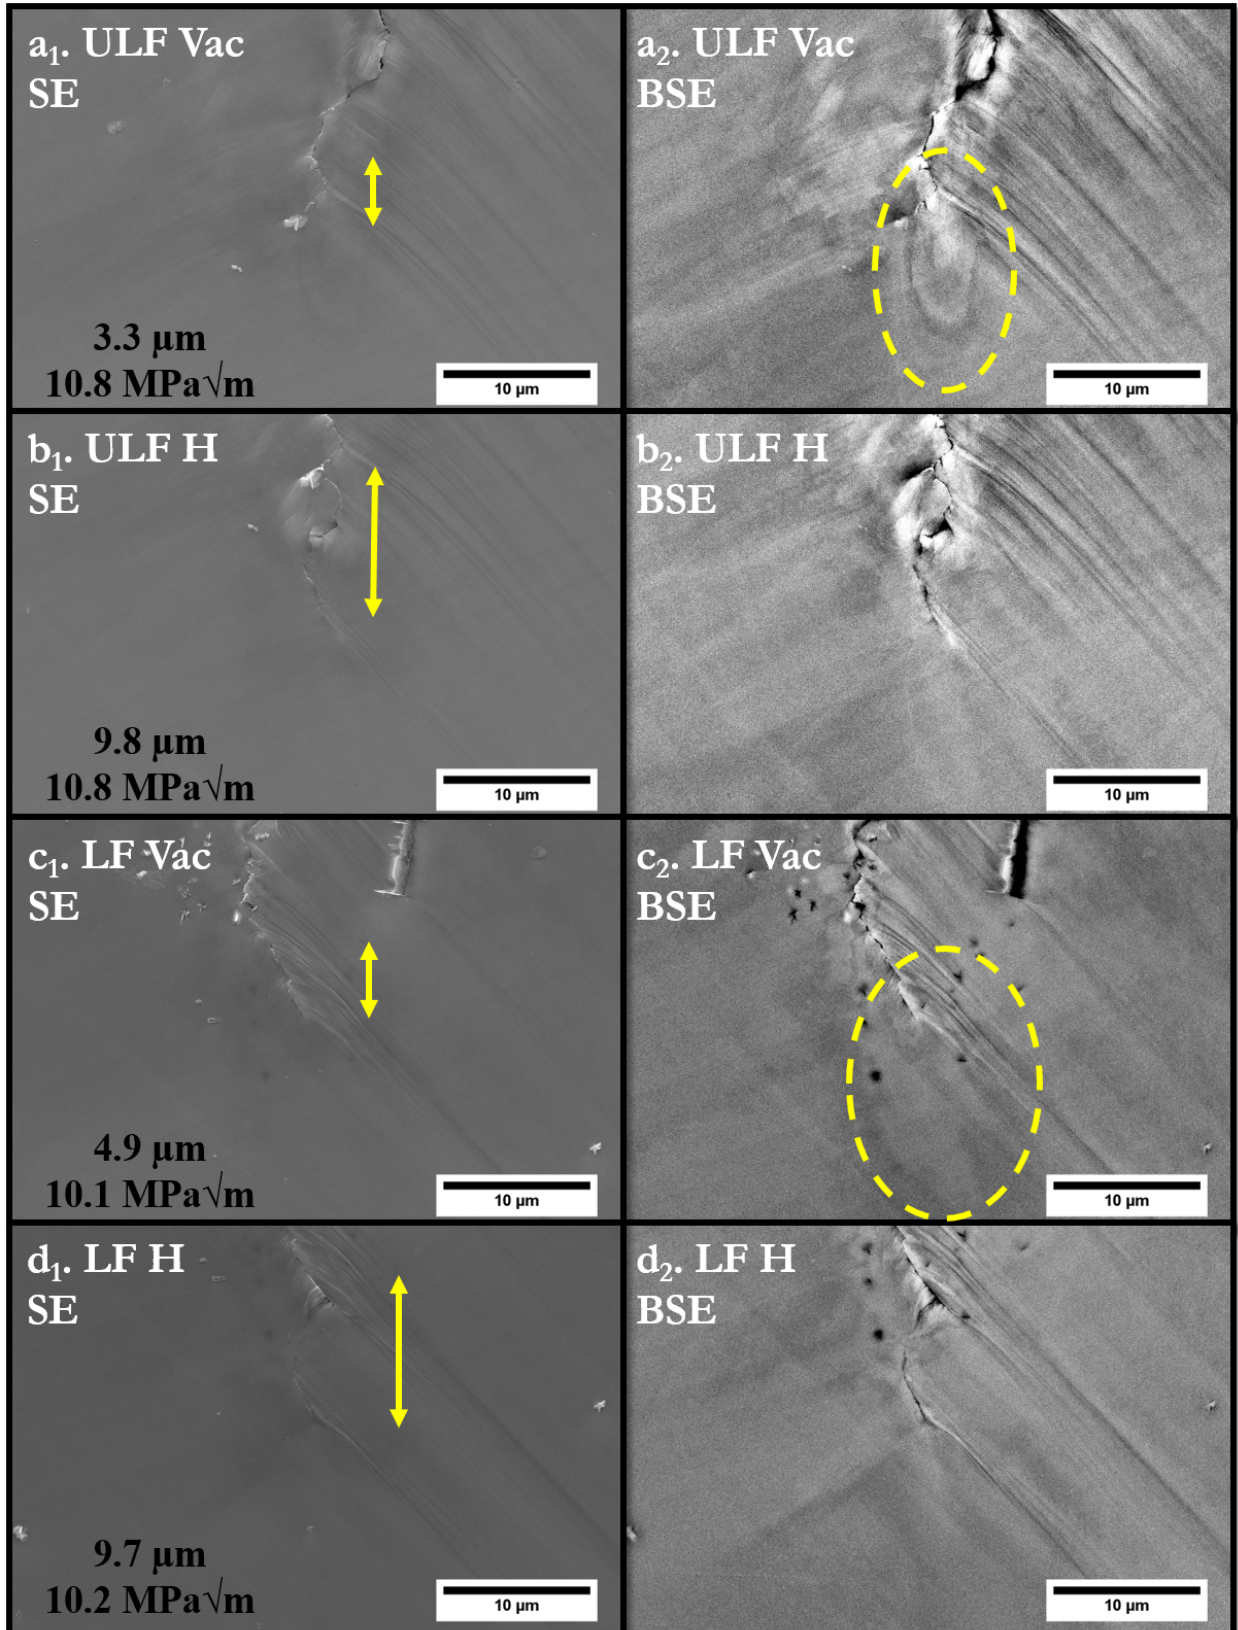 a₁. ULF Vac
SE
3.3 μm
10.8 MPa√m
10 μm
a₂. ULF Vac
BSE
10 μm
b₁. ULF H
SE
9.8 μm
10.8 MPa√m
10 μm
b₂. ULF H
BSE
10 μm
c₁. LF Vac
SE
4.9 μm
10.1 MPa√m
10 μm
c₂. LF Vac
BSE
10 μm
d₁. LF H
SE
9.7 μm
10.2 MPa√m
10 μm
d₂. LF H
BSE
10 μm